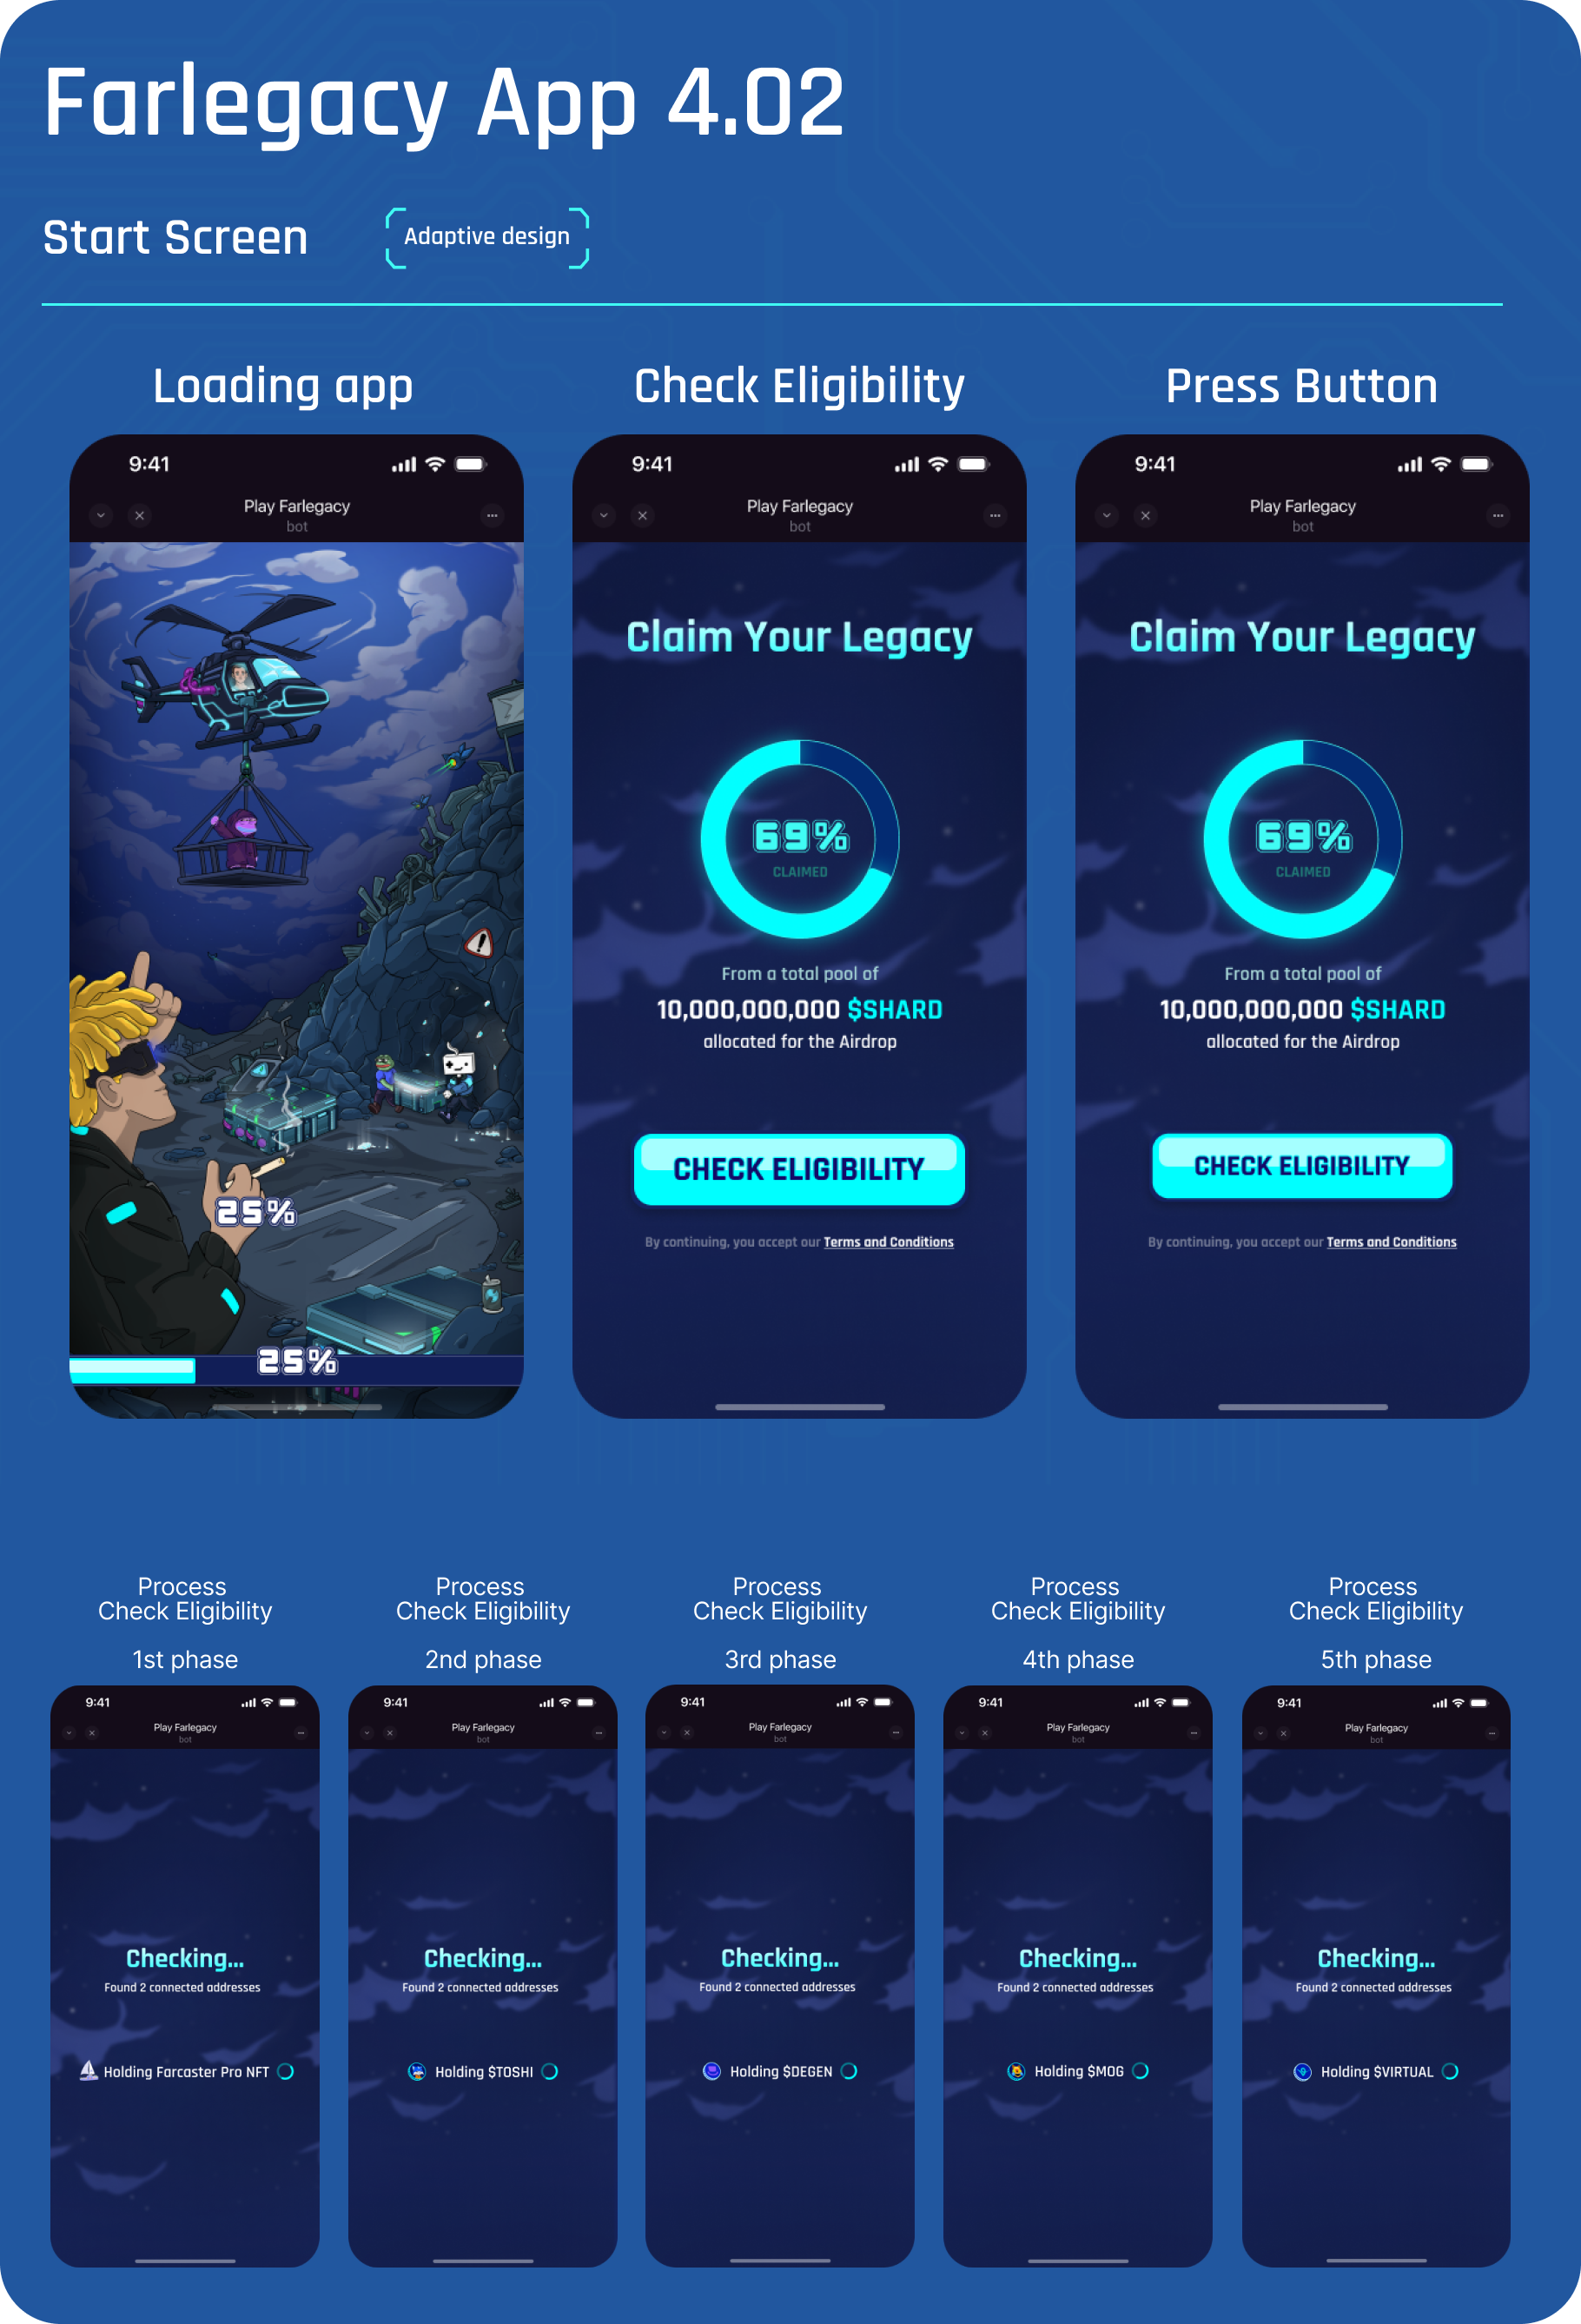 Farlegacy App 4.02
Start Screen
Adaptive design
Loading app
Check Eligibility
Press Button
9:41
Play Farlegacy
bot
25%
25%
9:41
Play Farlegacy
bot
Claim Your Legacy
69%
CLAIMED
From a total pool of
10,000,000,000 $SHARD
allocated for the Airdrop
CHECK ELIGIBILITY
By continuing, you accept our Terms and Conditions
9:41
Play Farlegacy
bot
Claim Your Legacy
69%
CLAIMED
From a total pool of
10,000,000,000 $SHARD
allocated for the Airdrop
CHECK ELIGIBILITY
By continuing, you accept our Terms and Conditions
Process
Check Eligibility
1st phase
9:41
Play Farlegacy
bot
Checking...
Found 2 connected addresses
Holding Farcaster Pro NFT
Process
Check Eligibility
2nd phase
9:41
Play Farlegacy
bot
Checking...
Found 2 connected addresses
Holding $TOSHI
Process
Check Eligibility
3rd phase
9:41
Play Farlegacy
bot
Checking...
Found 2 connected addresses
Holding $DEGEN
Process
Check Eligibility
4th phase
9:41
Play Farlegacy
bot
Checking...
Found 2 connected addresses
Holding $MOG
Process
Check Eligibility
5th phase
9:41
Play Farlegacy
bot
Checking...
Found 2 connected addresses
Holding $VIRTUAL